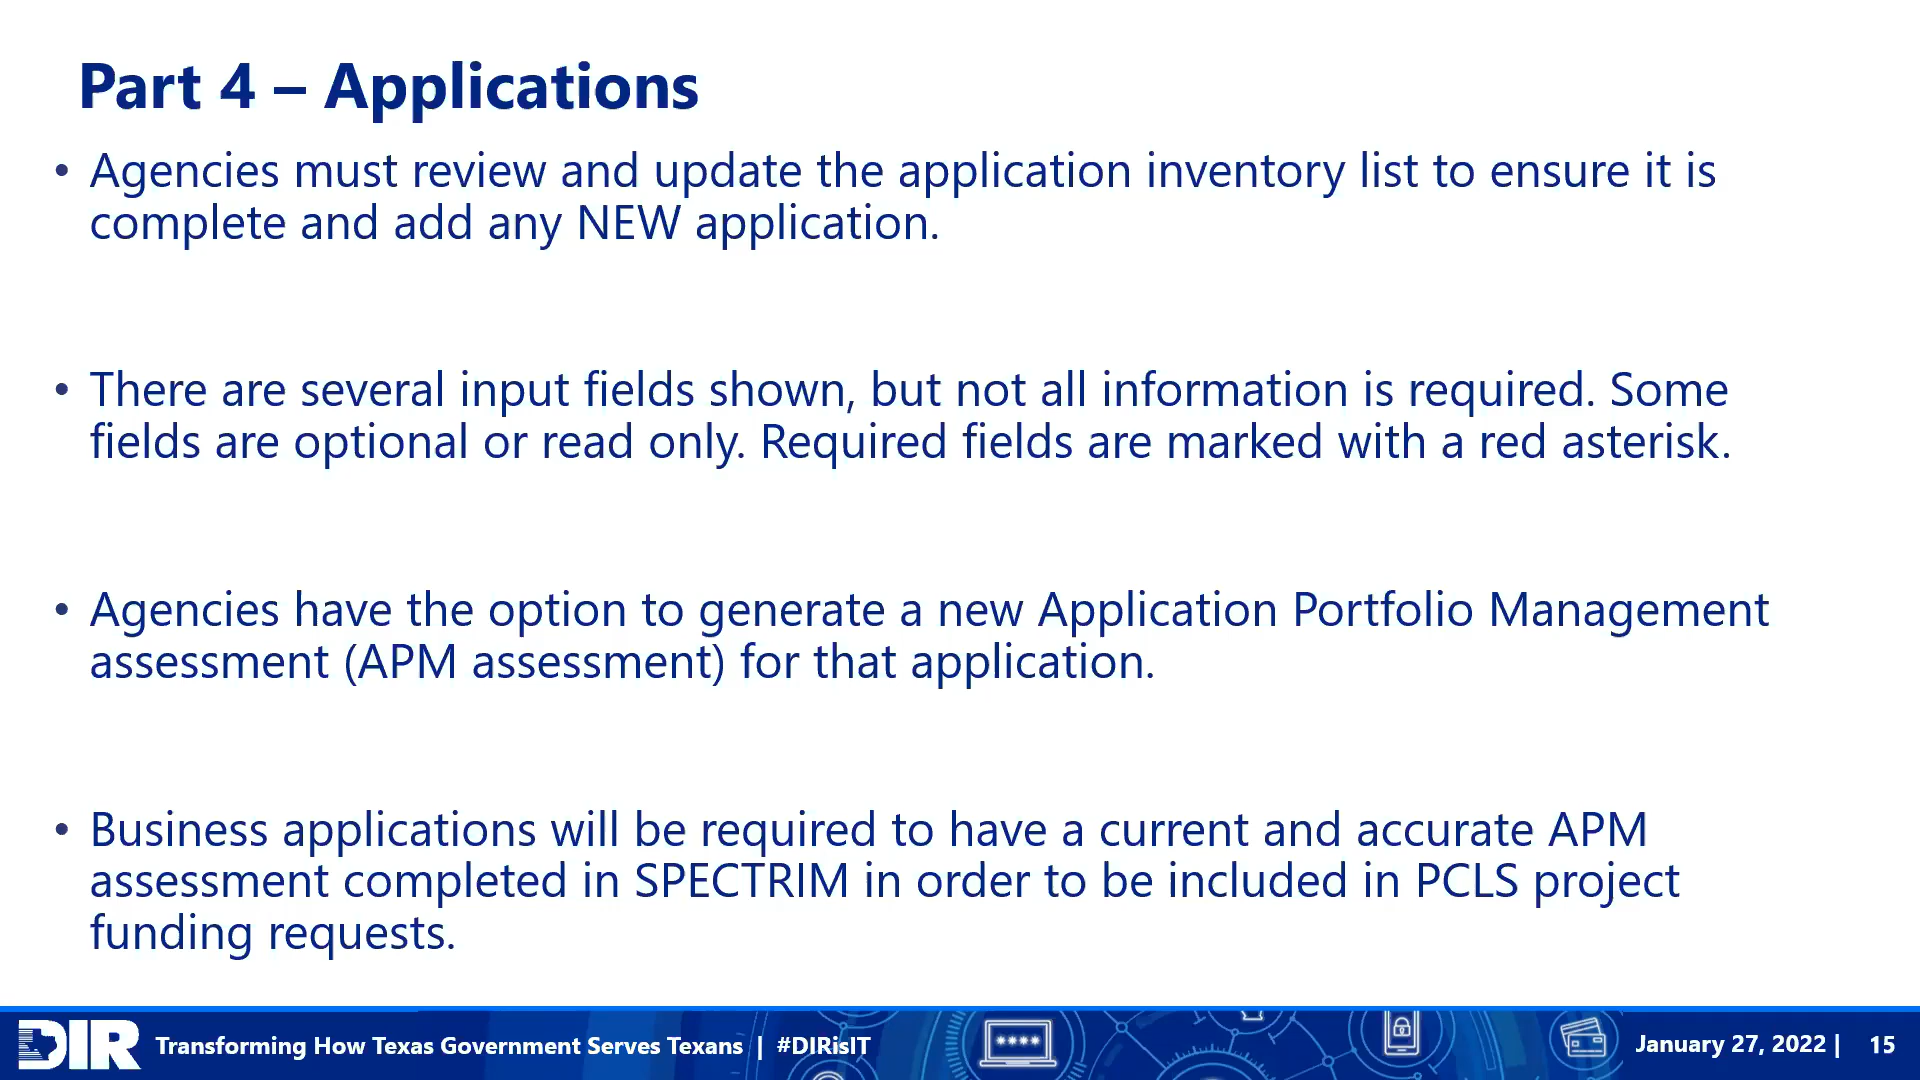 Part 4 – Applications
• Agencies must review and update the application inventory list to ensure it is
complete and add any NEW application.
• There are several input fields shown, but not all information is required. Some
fields are optional or read only. Required fields are marked with a red asterisk.
• Agencies have the option to generate a new Application Portfolio Management
assessment (APM assessment) for that application.
• Business applications will be required to have a current and accurate APM
assessment completed in SPECTRIM in order to be included in PCLS project
funding requests.
DIR Transforming How Texas Government Serves Texans | #DIRisIT
****
January 27, 2022 | 15